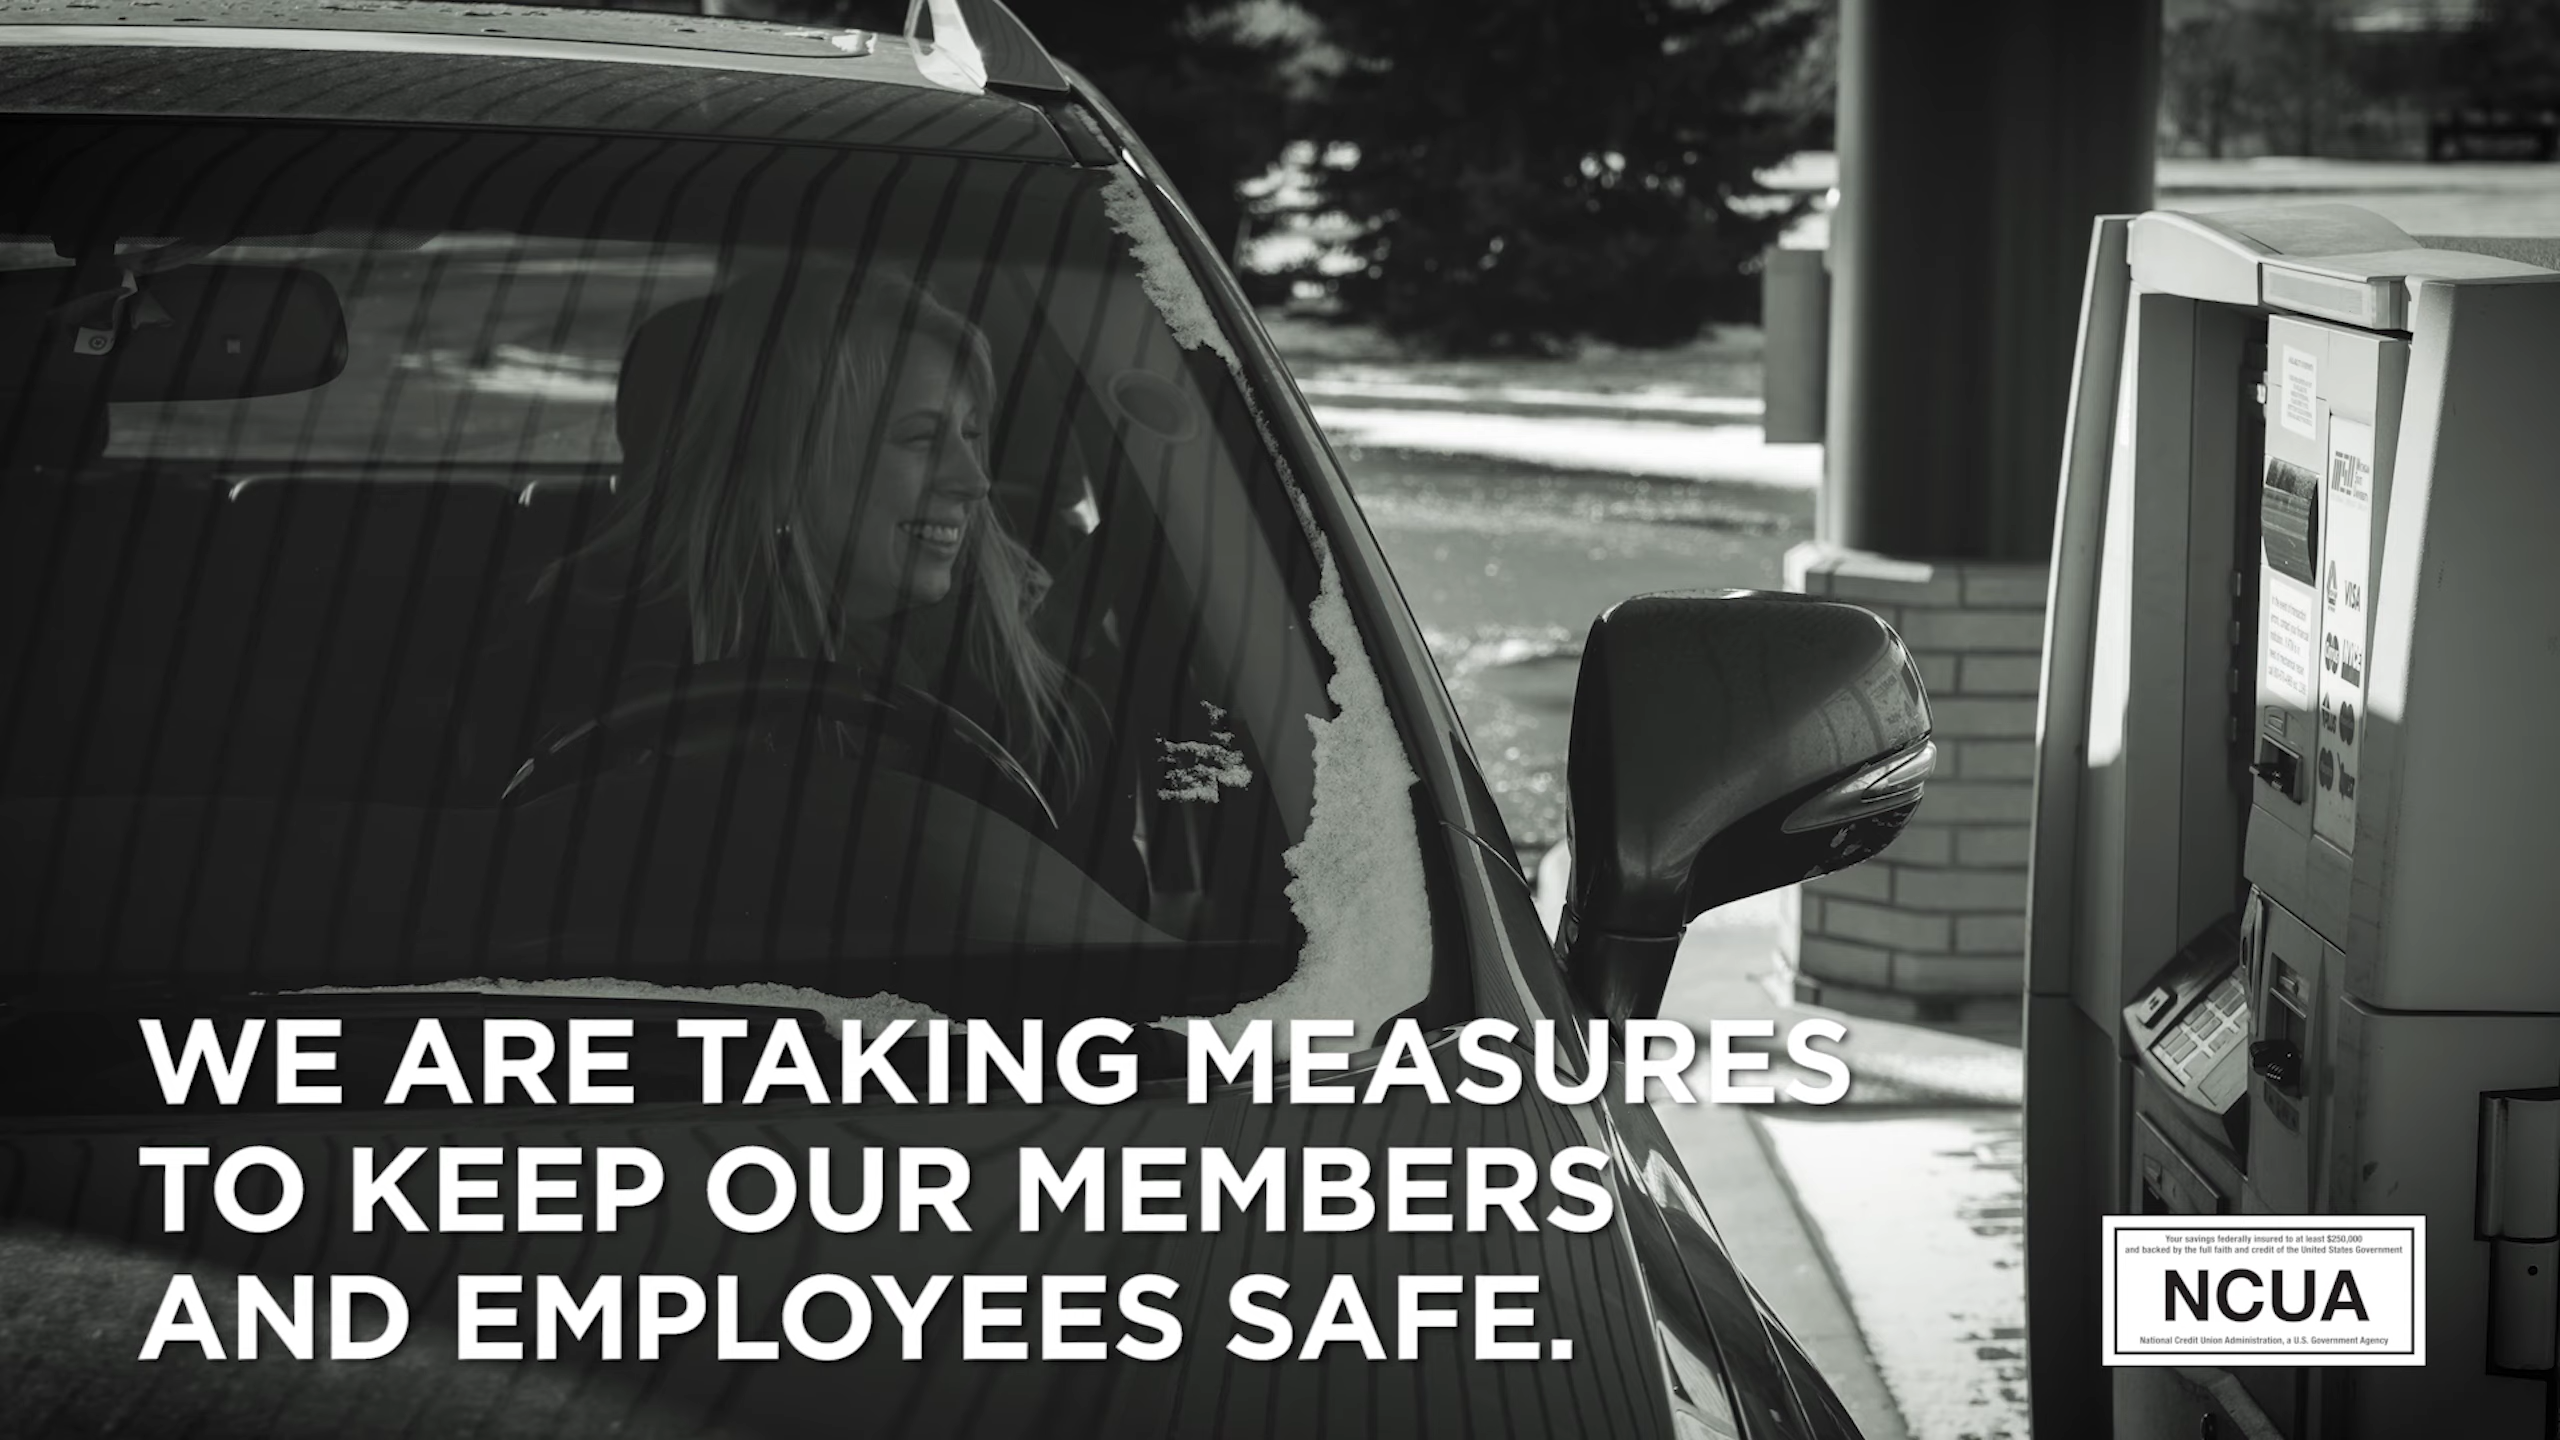 VISA
WE ARE TAKING MEASURES
TO KEEP OUR MEMBERS
AND EMPLOYEES SAFE.
Your savings federally insured to at least $250,000
and backed by the full faith and credit of the United States Government
NCUA
National Credit Union Administration, a U.S. Government Agency